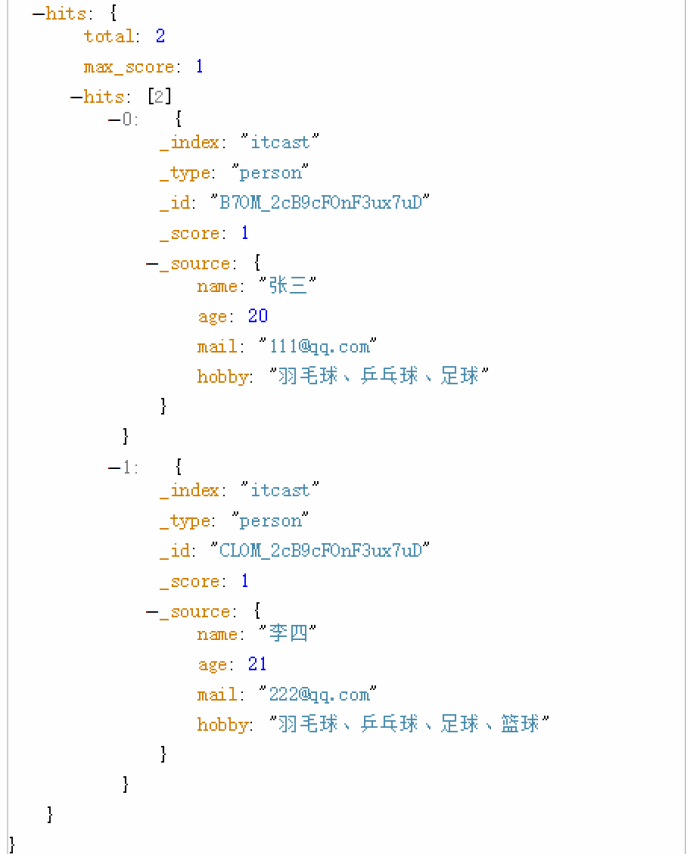 —hits: {
total: 2
max_score: 1
—hits: [2]
—0: {
_index: "itcast"
_type: "person"
_id: "B7OM_2cB9cFOnF3ux7uD"
_score: 1
—_source: {
name: "张三"
age: 20
mail: "111@qq.com"
hobby: "羽毛球、乒乓球、足球"
}
}
—1: {
_index: "itcast"
_type: "person"
_id: "CLOM_2cB9cFOnF3ux7uD"
_score: 1
—_source: {
name: "李四"
age: 21
mail: "222@qq.com"
hobby: "羽毛球、乒乓球、足球、篮球"
}
}
}
}